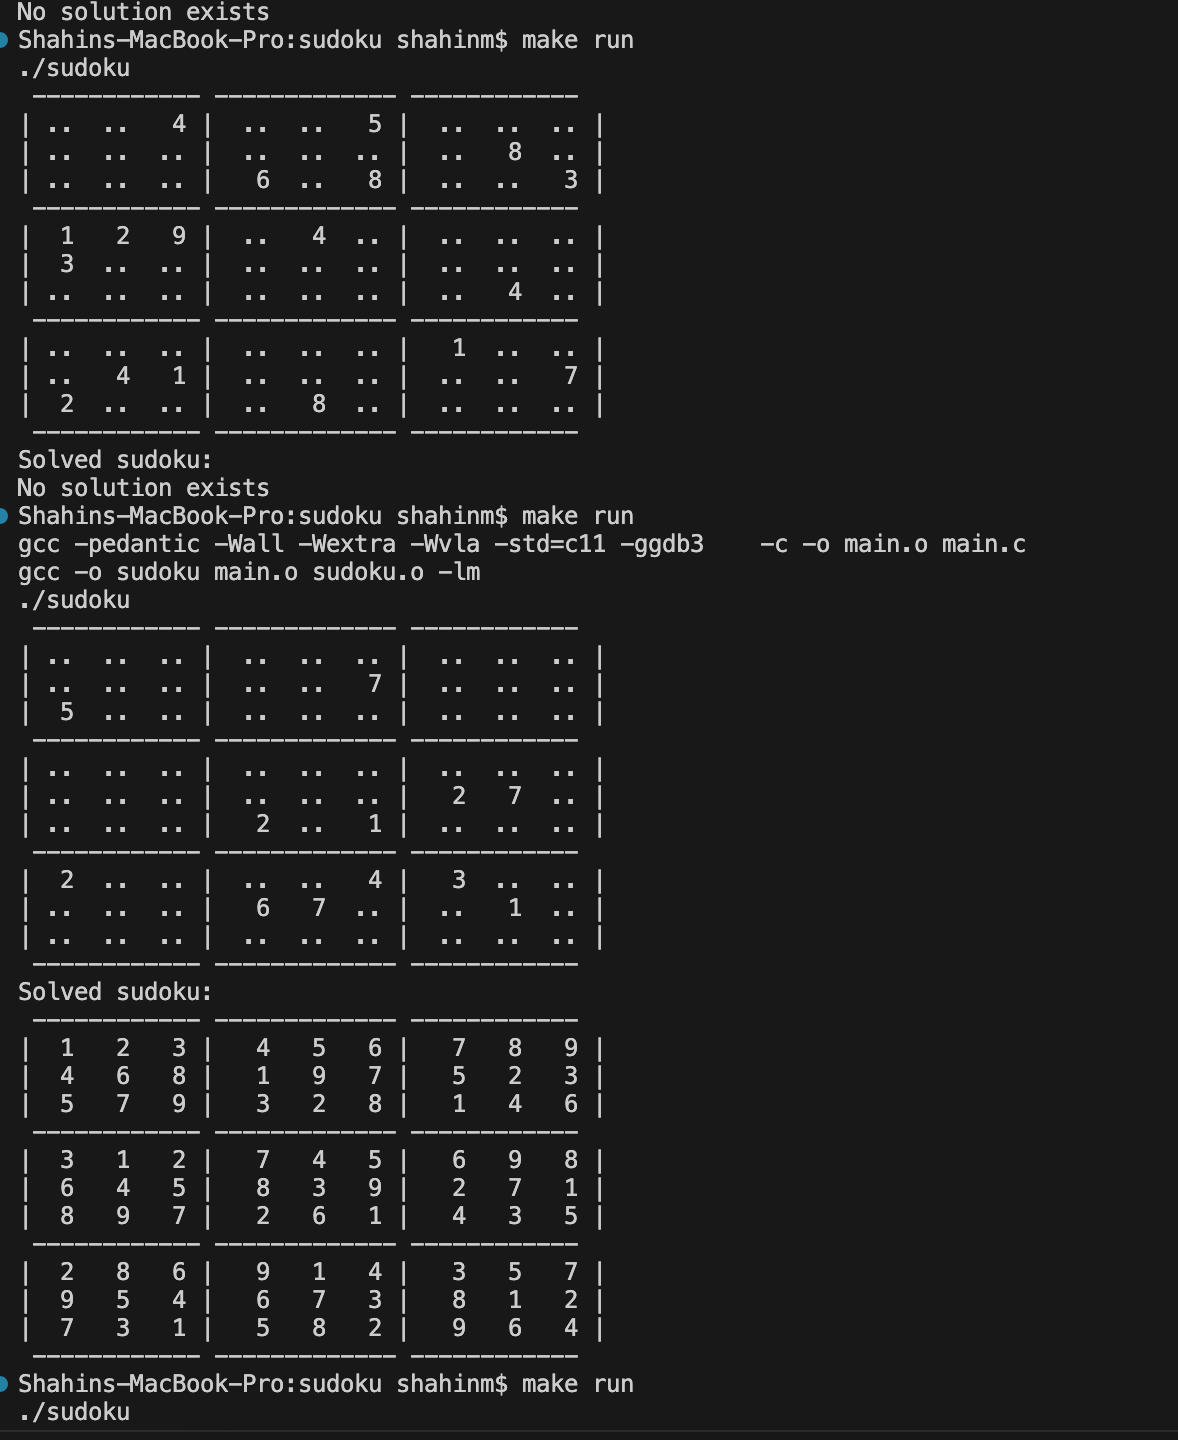 No solution exists
Shahins-MacBook-Pro:sudoku shahinm$ make run
./sudoku
 ———————————— ————————————— ————————————
| ..  ..   4 |  ..  ..   5 |  ..  ..  .. |
| ..  ..  .. |  ..  ..  .. |  ..   8  .. |
| ..  ..  .. |   6  ..   8 |  ..  ..   3 |
 ———————————— ————————————— ————————————
|  1   2   9 |  ..   4  .. |  ..  ..  .. |
|  3  ..  .. |  ..  ..  .. |  ..  ..  .. |
| ..  ..  .. |  ..  ..  .. |  ..   4  .. |
 ———————————— ————————————— ————————————
| ..  ..  .. |  ..  ..  .. |   1  ..  .. |
| ..   4   1 |  ..  ..  .. |  ..  ..   7 |
|  2  ..  .. |  ..   8  .. |  ..  ..  .. |
 ———————————— ————————————— ————————————
Solved sudoku:
No solution exists
Shahins-MacBook-Pro:sudoku shahinm$ make run
gcc -pedantic -Wall -Wextra -Wvla -std=c11 -ggdb3    -c -o main.o main.c
gcc -o sudoku main.o sudoku.o -lm
./sudoku
 ———————————— ————————————— ————————————
| ..  ..  .. |  ..  ..  .. |  ..  ..  .. |
| ..  ..  .. |  ..  ..   7 |  ..  ..  .. |
|  5  ..  .. |  ..  ..  .. |  ..  ..  .. |
 ———————————— ————————————— ————————————
| ..  ..  .. |  ..  ..  .. |  ..  ..  .. |
| ..  ..  .. |  ..  ..  .. |   2   7  .. |
| ..  ..  .. |   2  ..   1 |  ..  ..  .. |
 ———————————— ————————————— ————————————
|  2  ..  .. |  ..  ..   4 |   3  ..  .. |
| ..  ..  .. |   6   7  .. |  ..   1  .. |
| ..  ..  .. |  ..  ..  .. |  ..  ..  .. |
 ———————————— ————————————— ————————————
Solved sudoku:
 ———————————— ————————————— ————————————
|  1   2   3 |   4   5   6 |   7   8   9 |
|  4   6   8 |   1   9   7 |   5   2   3 |
|  5   7   9 |   3   2   8 |   1   4   6 |
 ———————————— ————————————— ————————————
|  3   1   2 |   7   4   5 |   6   9   8 |
|  6   4   5 |   8   3   9 |   2   7   1 |
|  8   9   7 |   2   6   1 |   4   3   5 |
 ———————————— ————————————— ————————————
|  2   8   6 |   9   1   4 |   3   5   7 |
|  9   5   4 |   6   7   3 |   8   1   2 |
|  7   3   1 |   5   8   2 |   9   6   4 |
 ———————————— ————————————— ————————————
Shahins-MacBook-Pro:sudoku shahinm$ make run
./sudoku